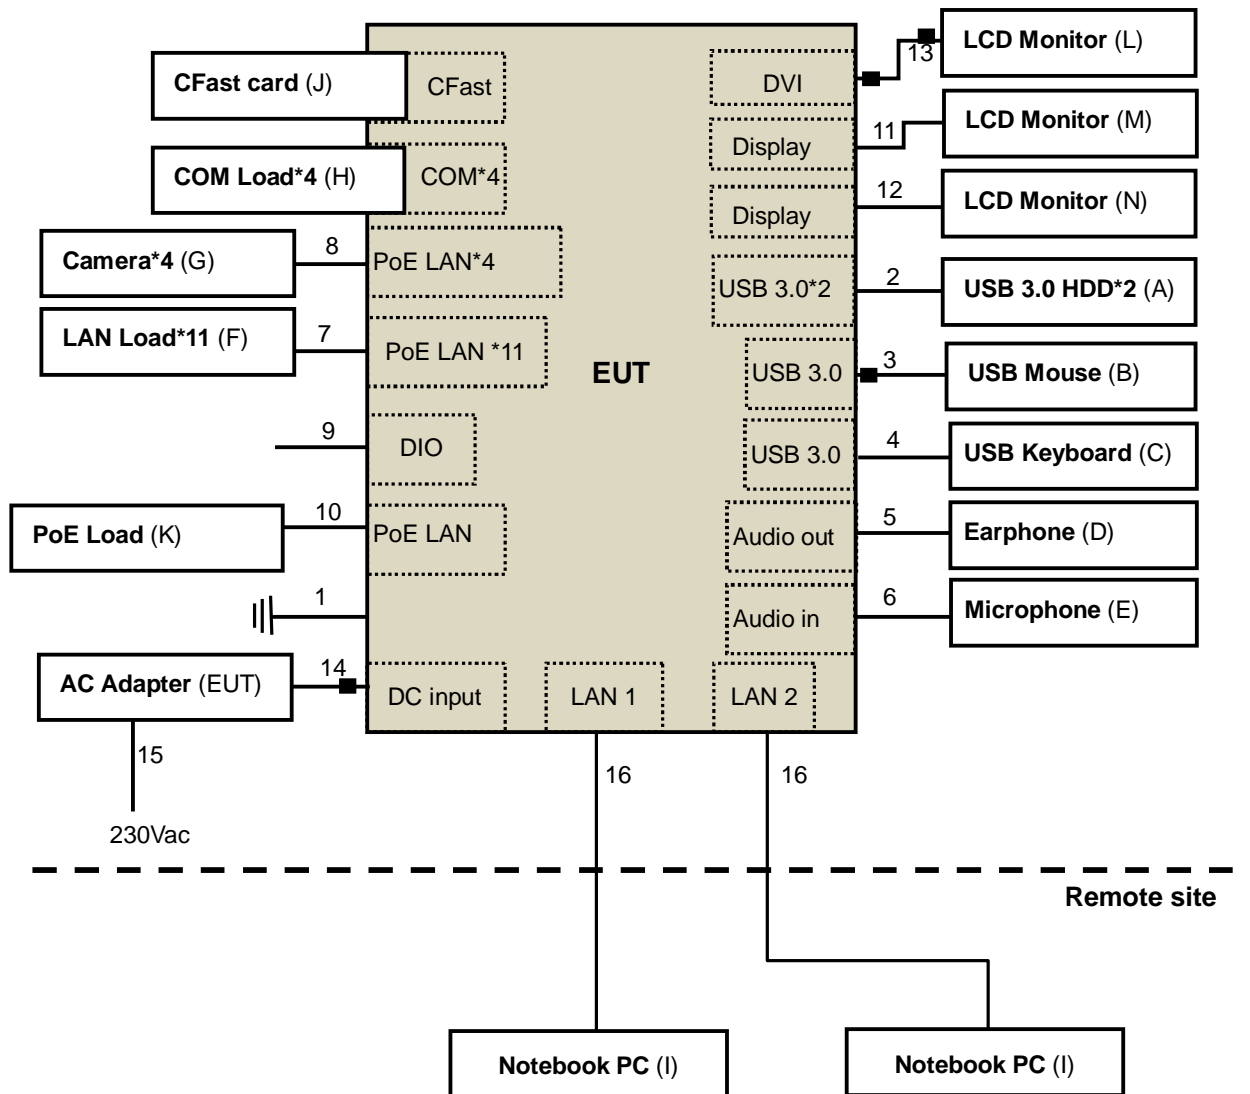 LCD Monitor (L)
13
CFast card (J)
CFast
DVI
LCD Monitor (M)
11
Display
COM Load*4 (H)
COM*4
12
LCD Monitor (N)
Display
Camera*4 (G)
8
PoE LAN*4
USB 3.0*2
2
USB 3.0 HDD*2 (A)
LAN Load*11 (F)
7
PoE LAN *11
EUT
USB 3.0
3
USB Mouse (B)
9
DIO
USB 3.0
4
USB Keyboard (C)
PoE Load (K)
10
PoE LAN
Audio out
5
Earphone (D)
1
Audio in
6
Microphone (E)
AC Adapter (EUT)
14
DC input
LAN 1
LAN 2
15
16
16
230Vac
Remote site
Notebook PC (I)
Notebook PC (I)